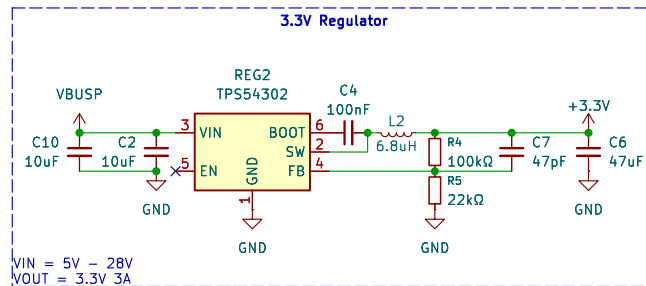 3.3V Regulator
REG2
TPS54302
VBUSP
C4
100nF
L2
6.8uH
+3.3V
C10
10uF
C2
10uF
3
VIN
BOOT
6
SW
2
5
EN
GND
FB
4
1
R4
100kΩ
R5
22kΩ
C7
47pF
C6
47uF
GND
GND
GND
GND
VIN = 5V – 28V
VOUT = 3.3V 3A